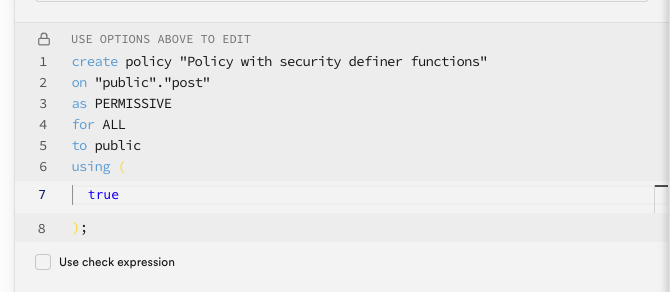 USE OPTIONS ABOVE TO EDIT
1 create policy "Policy with security definer functions"
2 on "public"."post"
3 as PERMISSIVE
4 for ALL
5 to public
6 using (
7 true
8 );
Use check expression